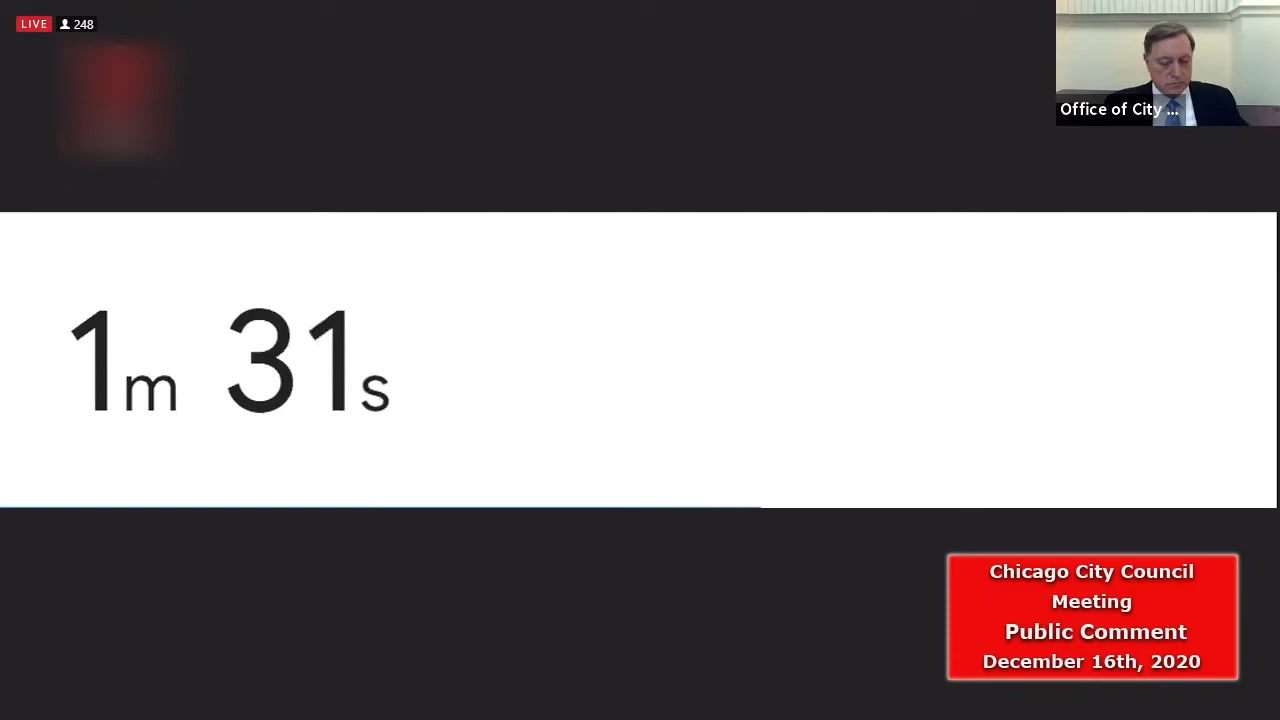 LIVE 248
Office of City ...
1m 31s
Chicago City Council
Meeting
Public Comment
December 16th, 2020